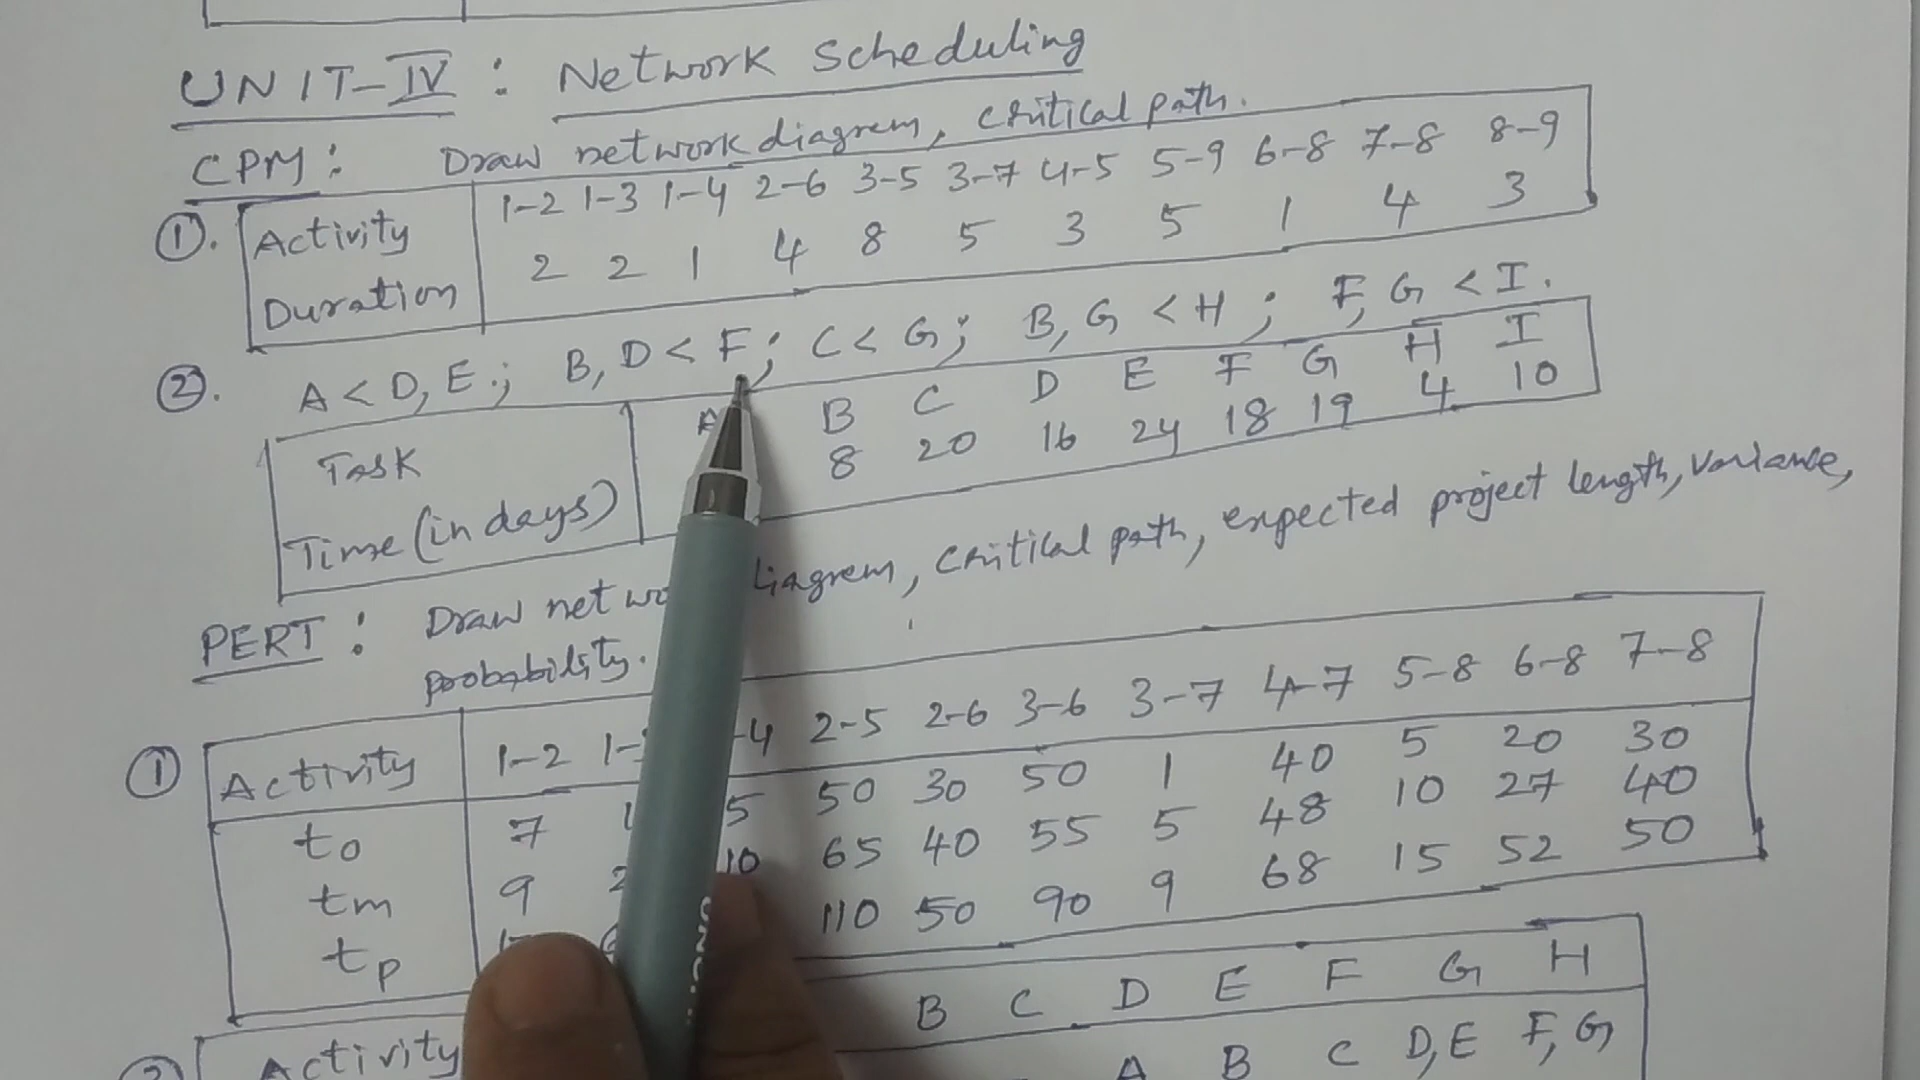 UNIT-IV : Network Scheduling
CPM: Draw network diagram, critical path.
①. Activity 1-2 1-3 1-4 2-6 3-5 3-7 4-5 5-9 6-8 7-8 8-9
Duration 2 2 1 4 8 5 3 5 1 4 3
②. A < D, E ; B, D < F ; C < G ; B, G < H ; F, G < I.
Task A B C D E F G H I
Time (in days) 8 20 16 24 18 19 4 10
PERT : Draw diagram, critical path, expected project length, variance,
probability.
① Activity 1-2 -4 2-5 2-6 3-6 3-7 4-7 5-8 6-8 7-8
to 7 5 50 30 50 1 40 5 20 30
tm 9 2 10 65 40 55 5 48 10 27 40
tp 110 50 90 9 68 15 52 50
Activity B C D E F G H
A B C D,E F,G